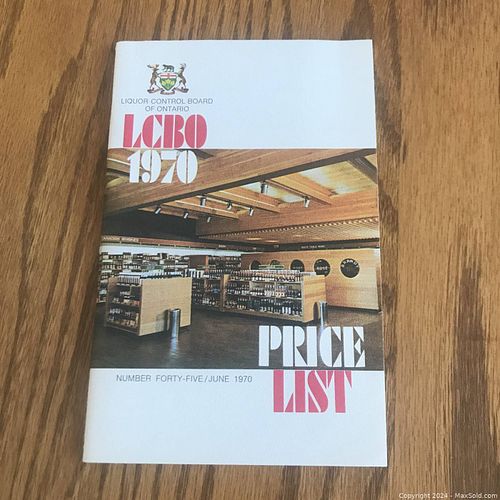 LIQUOR CONTROL BOARD
OF ONTARIO
LCBO
1970
PRICE
LIST
NUMBER FORTY-FIVE/JUNE 1970
Copyright 2024 - MaxSold.com